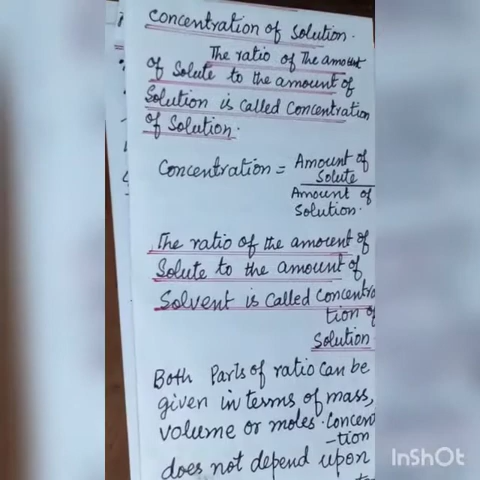 Concentration of Solution.
The ratio of The amount
of Solute to the amount of
Solution is called Concentration
of Solution.
Concentration = Amount of
Solute
Amount of
Solution.
The ratio of the amount of
Solute to the amount of
Solvent is called Concentra
tion of
Solution
Both Parts of ratio can be
given in terms of mass,
volume or moles. Concent
-tion
does not depend upon
InShOt